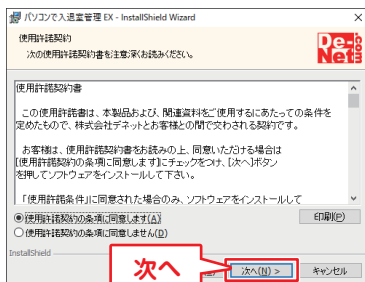 パソコンで入退室管理 EX - InstallShield Wizard
使用許諾契約
次の使用許諾契約書を注意深くお読みください。
De-Net.com
使用許諾契約書
この使用許諾書は、本製品および、関連資料をご使用するにあたっての条件を
定めたもので、株式会社デネットとお客様との間で交わされる契約です。
お客様は、使用許諾契約書をお読みの上、同意いただける場合は
[使用許諾契約の条項に同意します]にチェックをつけ、[次へ]ボタン
を押してソフトウェアをインストールして下さい。
「使用許諾条件」に同意された場合のみ、ソフトウェアをインストールして
使用許諾契約の条項に同意します(A)
印刷(P)
使用許諾契約の条項に同意しません(D)
InstallShield
次へ
次へ(N) >
キャンセル